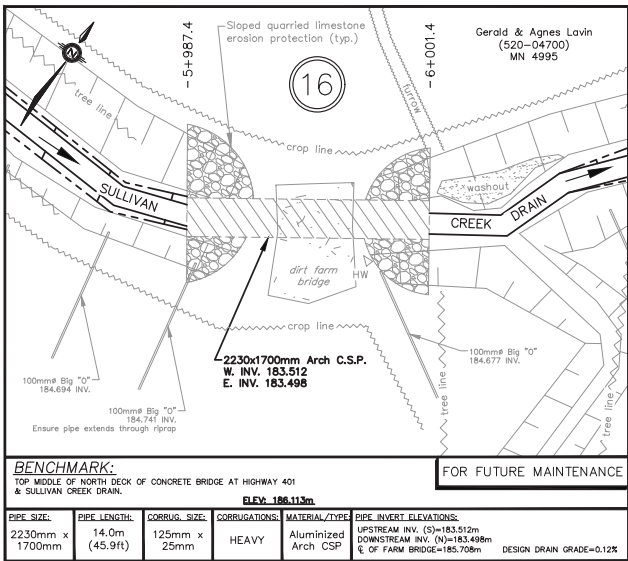 Sloped quarried limestone
erosion protection (typ.)
-5+987.4
-6+001.4
Gerald & Agnes Lavin
(520-04700)
MN 4995
16
N
tree line
furrow
crop line
washout
SULLIVAN
CREEK
DRAIN
dirt farm
bridge
HW
crop line
2230x1700mm Arch C.S.P.
W. INV. 183.512
E. INV. 183.498
100mmø Big "O"
184.677 INV.
100mmø Big "O"
184.694 INV.
100mmø Big "O"
184.741 INV.
Ensure pipe extends through riprap
tree line
tree line
BENCHMARK:
TOP MIDDLE OF NORTH DECK OF CONCRETE BRIDGE AT HIGHWAY 401
& SULLIVAN CREEK DRAIN.
ELEV: 186.113m
FOR FUTURE MAINTENANCE
PIPE SIZE:
2230mm x
1700mm
PIPE LENGTH:
14.0m
(45.9ft)
CORRUG. SIZE:
125mm x
25mm
CORRUGATIONS:
HEAVY
MATERIAL/TYPE:
Aluminized
Arch CSP
PIPE INVERT ELEVATIONS:
UPSTREAM INV. (S)=183.512m
DOWNSTREAM INV. (N)=183.498m
℄ OF FARM BRIDGE=185.708m
DESIGN DRAIN GRADE=0.12%